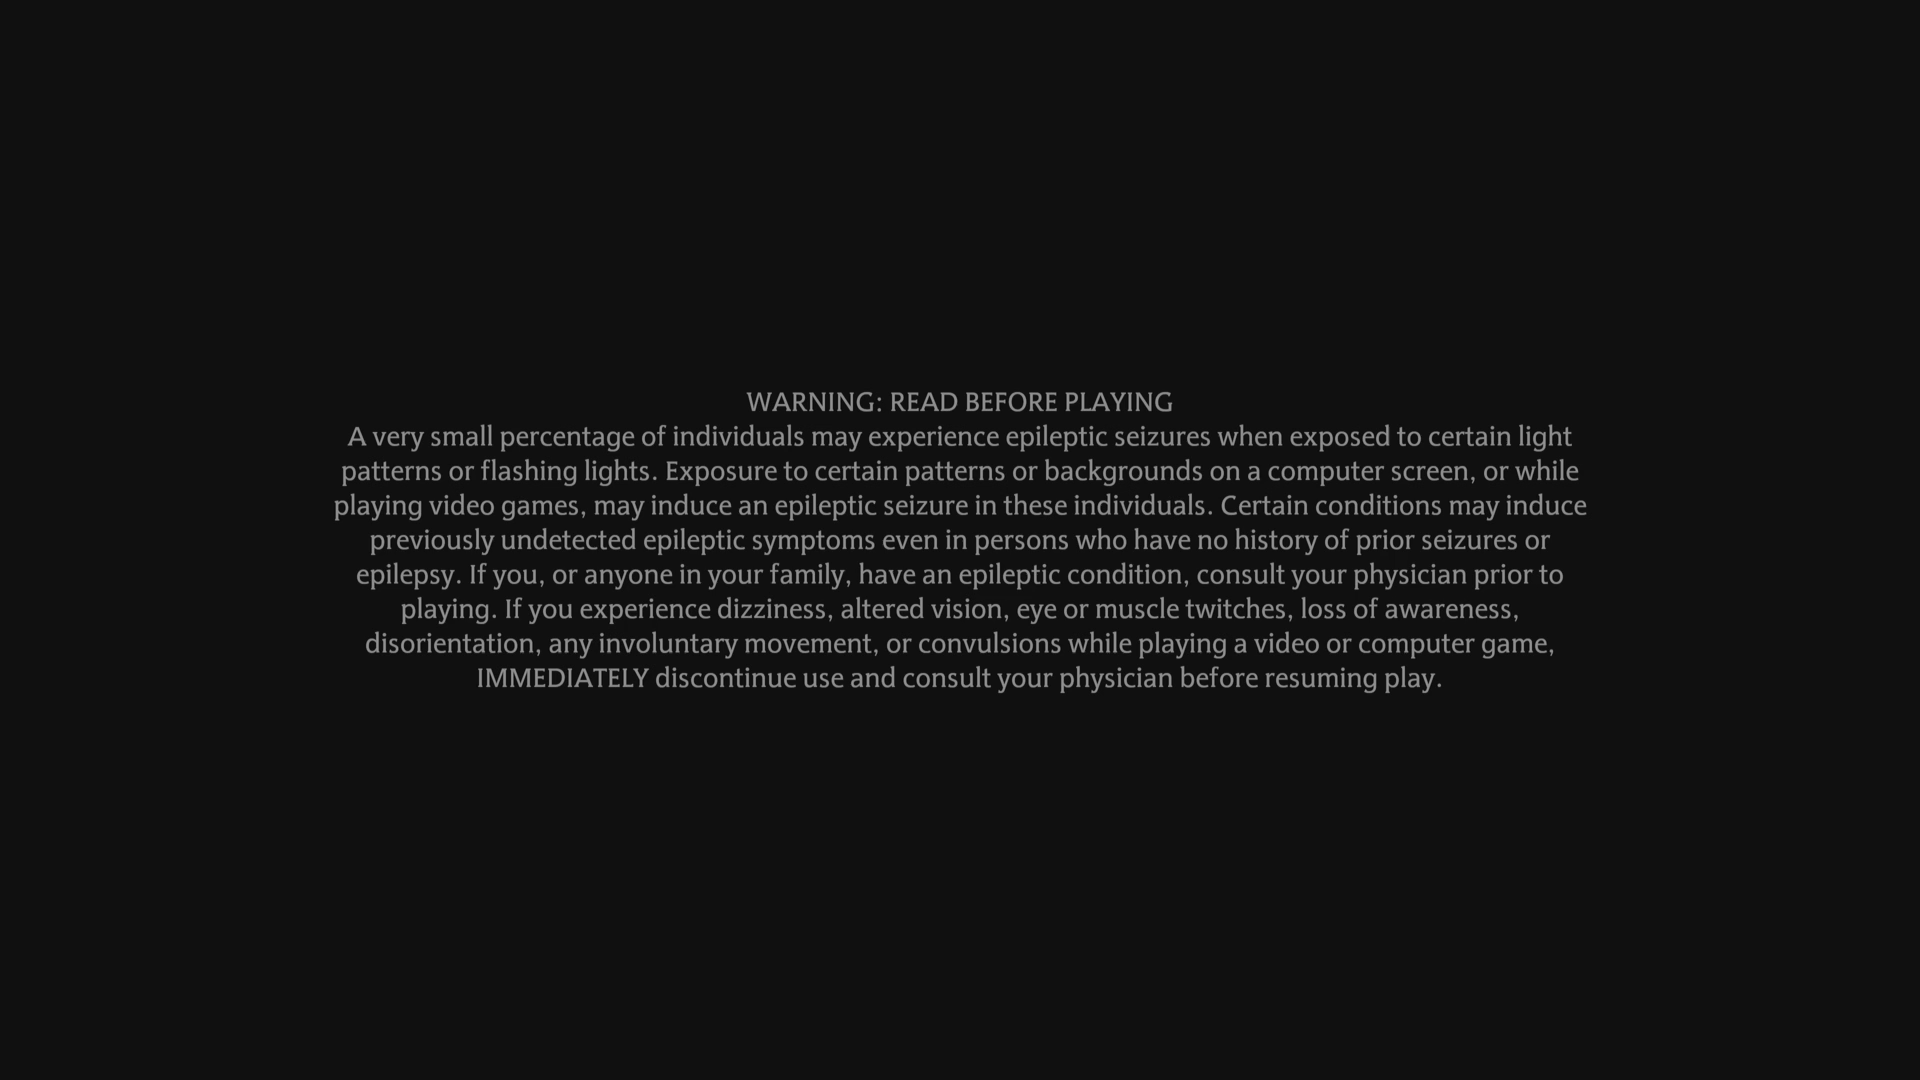 WARNING: READ BEFORE PLAYING
A very small percentage of individuals may experience epileptic seizures when exposed to certain light
patterns or flashing lights. Exposure to certain patterns or backgrounds on a computer screen, or while
playing video games, may induce an epileptic seizure in these individuals. Certain conditions may induce
previously undetected epileptic symptoms even in persons who have no history of prior seizures or
epilepsy. If you, or anyone in your family, have an epileptic condition, consult your physician prior to
playing. If you experience dizziness, altered vision, eye or muscle twitches, loss of awareness,
disorientation, any involuntary movement, or convulsions while playing a video or computer game,
IMMEDIATELY discontinue use and consult your physician before resuming play.